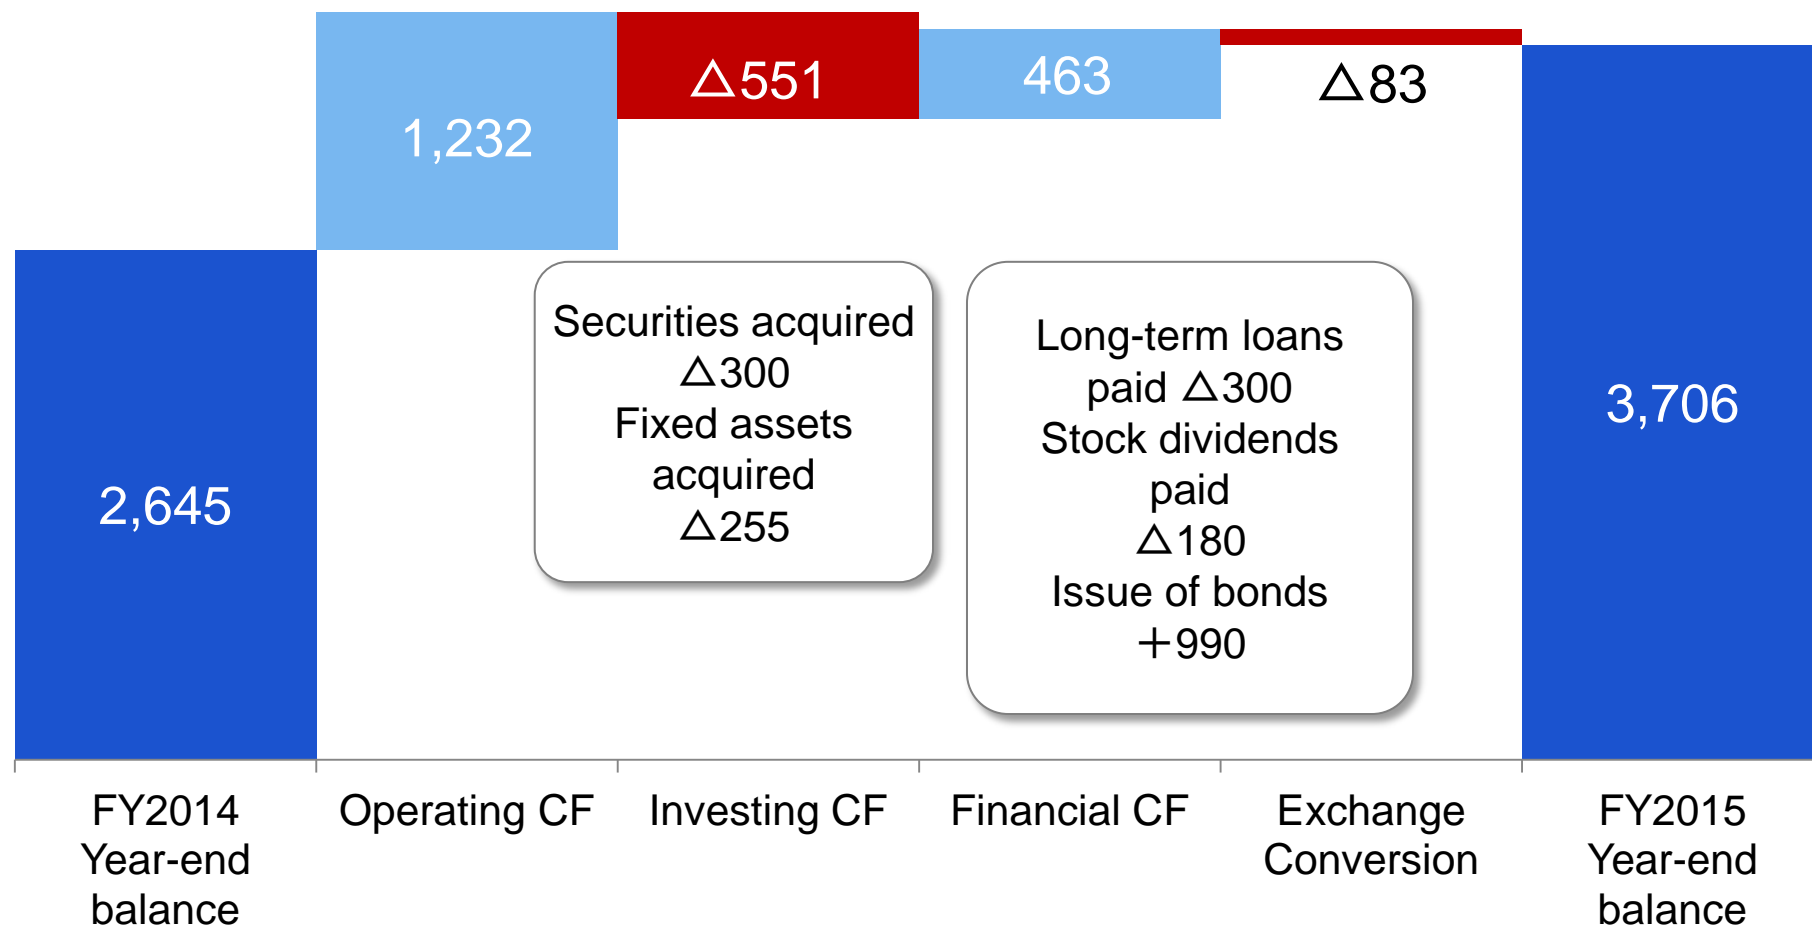 1,232
△551
463
△83
2,645
3,706
Securities acquired
△300
Fixed assets
acquired
△255
Long-term loans
paid △300
Stock dividends
paid
△180
Issue of bonds
＋990
FY2014
Year-end
balance
Operating CF
Investing CF
Financial CF
Exchange
Conversion
FY2015
Year-end
balance